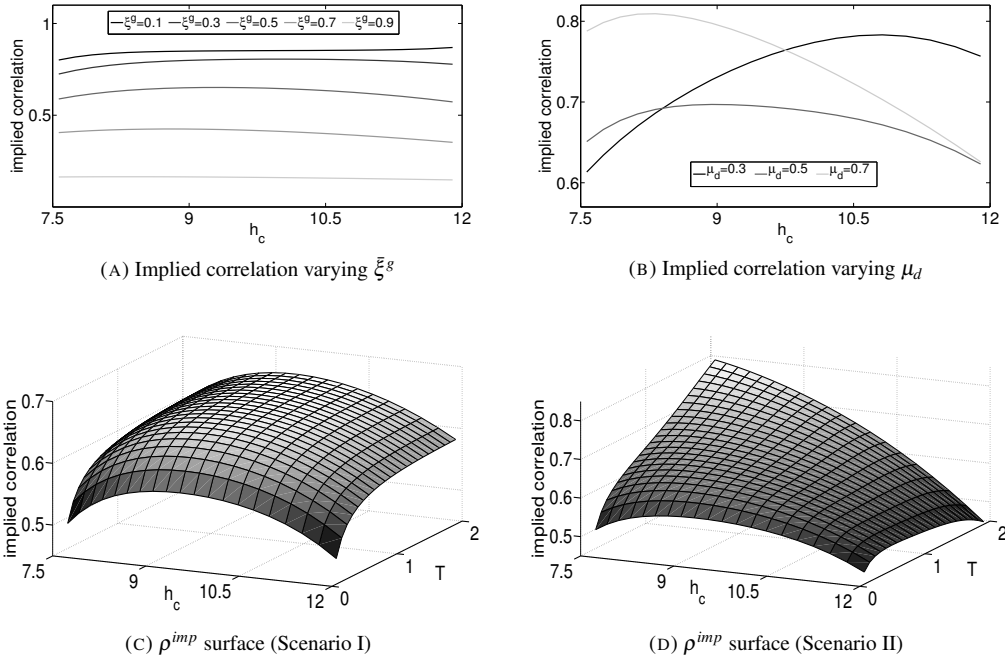 1
0.5
implied correlation
ξ^g=0.1 ξ^g=0.3 ξ^g=0.5 ξ^g=0.7 ξ^g=0.9
7.5 9 10.5 12
h_c
(A) Implied correlation varying ξ̄^g
0.8
0.7
0.6
implied correlation
μ_d=0.3 μ_d=0.5 μ_d=0.7
7.5 9 10.5 12
h_c
(B) Implied correlation varying μ_d
0.7
0.6
0.5
implied correlation
7.5 9 10.5 12
h_c
0 1 2
T
(C) ρ^imp surface (Scenario I)
0.8
0.7
0.6
0.5
implied correlation
7.5 9 10.5 12
h_c
0 1 2
T
(D) ρ^imp surface (Scenario II)